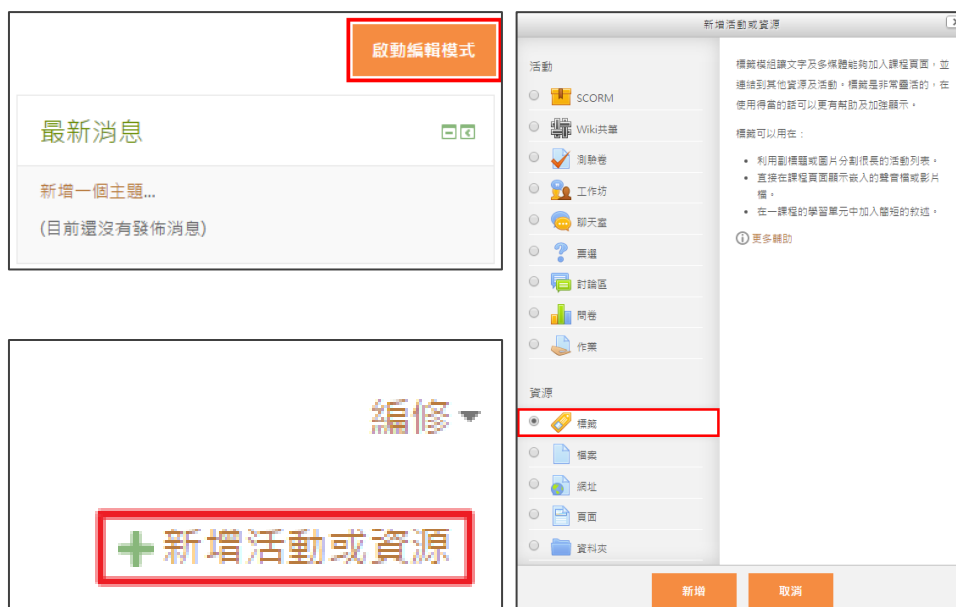 啟動編輯模式
最新消息
新增一個主題...
(目前還沒有發佈消息)
編修
新增活動或資源
新增活動或資源
活動
SCORM
Wiki共筆
測驗卷
工作坊
聊天室
票選
討論區
問卷
作業
資源
標籤
檔案
網址
頁面
資料夾
標籤模組讓文字及多媒體能夠加入課程頁面，並
連結到其他資源及活動。標籤是非常靈活的，在
使用得當的話可以更有幫助及加強顯示。
標籤可以用在：
• 利用副標題或圖片分割很長的活動列表。
• 直接在課程頁面顯示嵌入的聲音檔或影片
檔。
• 在一課程的學習單元中加入簡短的敘述。
更多輔助
新增
取消